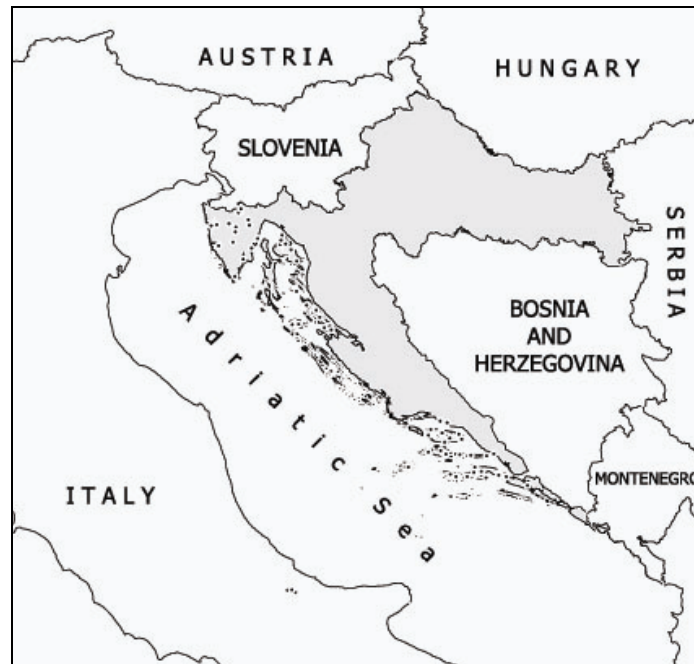 AUSTRIA
HUNGARY
SLOVENIA
SERBIA
BOSNIA
AND
HERZEGOVINA
Adriatic Sea
ITALY
MONTENEGRO